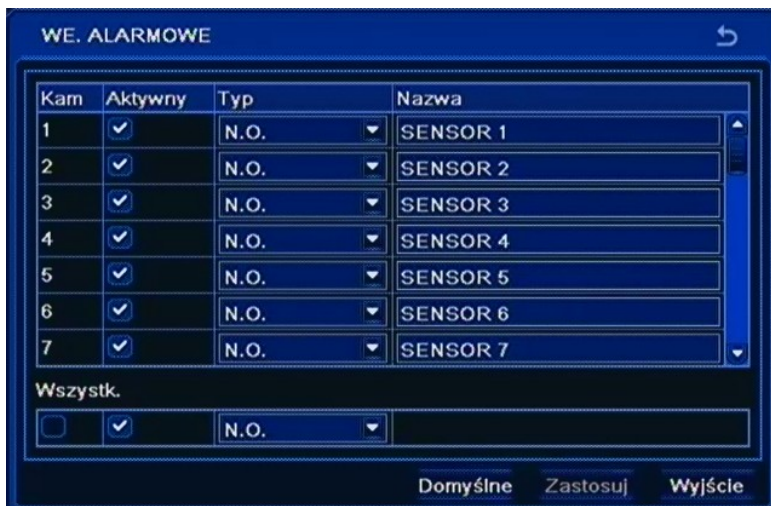 WE. ALARMOWE
Kam Aktywny Typ Nazwa
1 N.O. SENSOR 1
2 N.O. SENSOR 2
3 N.O. SENSOR 3
4 N.O. SENSOR 4
5 N.O. SENSOR 5
6 N.O. SENSOR 6
7 N.O. SENSOR 7
Wszystk.
N.O.
Domyślne Zastosuj Wyjście